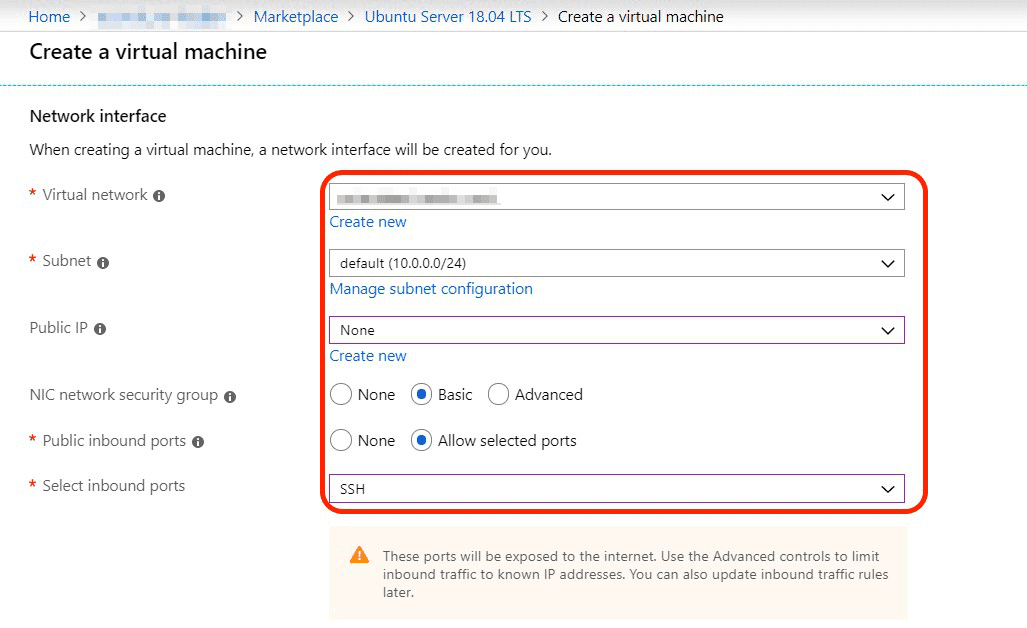 Home > > Marketplace > Ubuntu Server 18.04 LTS > Create a virtual machine
Create a virtual machine
Network interface
When creating a virtual machine, a network interface will be created for you.
* Virtual network
Create new
* Subnet default (10.0.0.0/24)
Manage subnet configuration
Public IP None
Create new
NIC network security group None Basic Advanced
* Public inbound ports None Allow selected ports
* Select inbound ports SSH
These ports will be exposed to the internet. Use the Advanced controls to limit
inbound traffic to known IP addresses. You can also update inbound traffic rules
later.